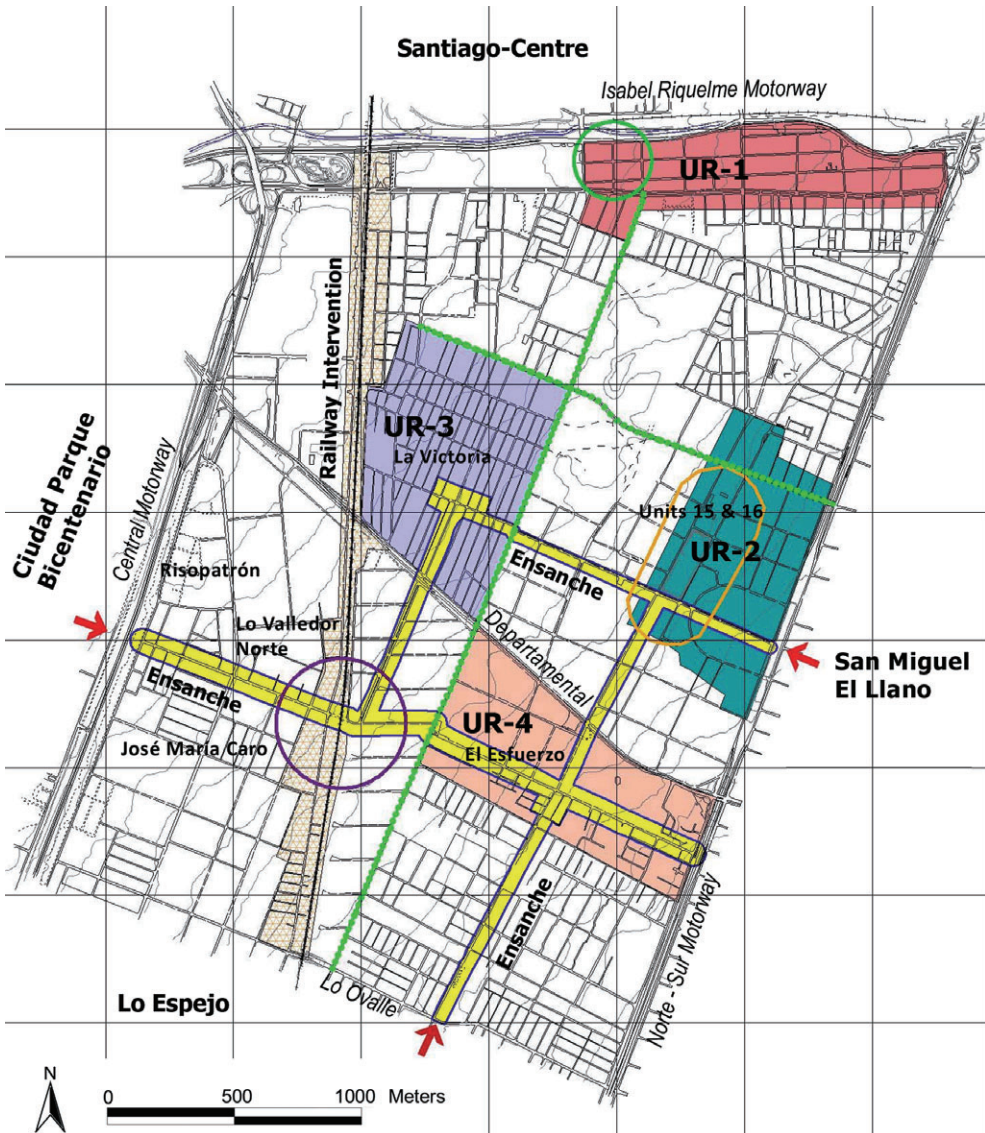 Santiago-Centre
Isabel Riquelme Motorway
UR-1
Railway Intervention
UR-3
La Victoria
Ciudad Parque
Bicentenario
Central Motorway
Units 15 & 16
UR-2
Ensanche
Risopatrón
Lo Valledor
Norte
Departamental
San Miguel
El Llano
Ensanche
UR-4
El Esfuerzo
José María Caro
Ensanche
Norte - Sur Motorway
Lo Ovalle
Lo Espejo
N
0 500 1000 Meters